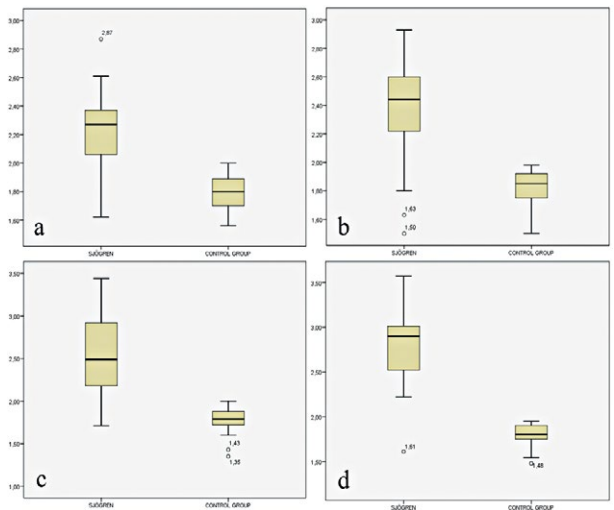 3,00
2,80
2,60
2,40
2,20
2,00
1,80
1,60
2,87
a
SJÖGREN
CONTROL GROUP
3,00
2,80
2,60
2,40
2,20
2,00
1,80
1,60
1,63
1,50
b
SJÖGREN
CONTROL GROUP
3,50
3,00
2,50
2,00
1,50
1,00
1,43
1,35
c
SJÖGREN
CONTROL GROUP
3,50
3,00
2,50
2,00
1,50
1,61
1,48
d
SJÖGREN
CONTROL GROUP